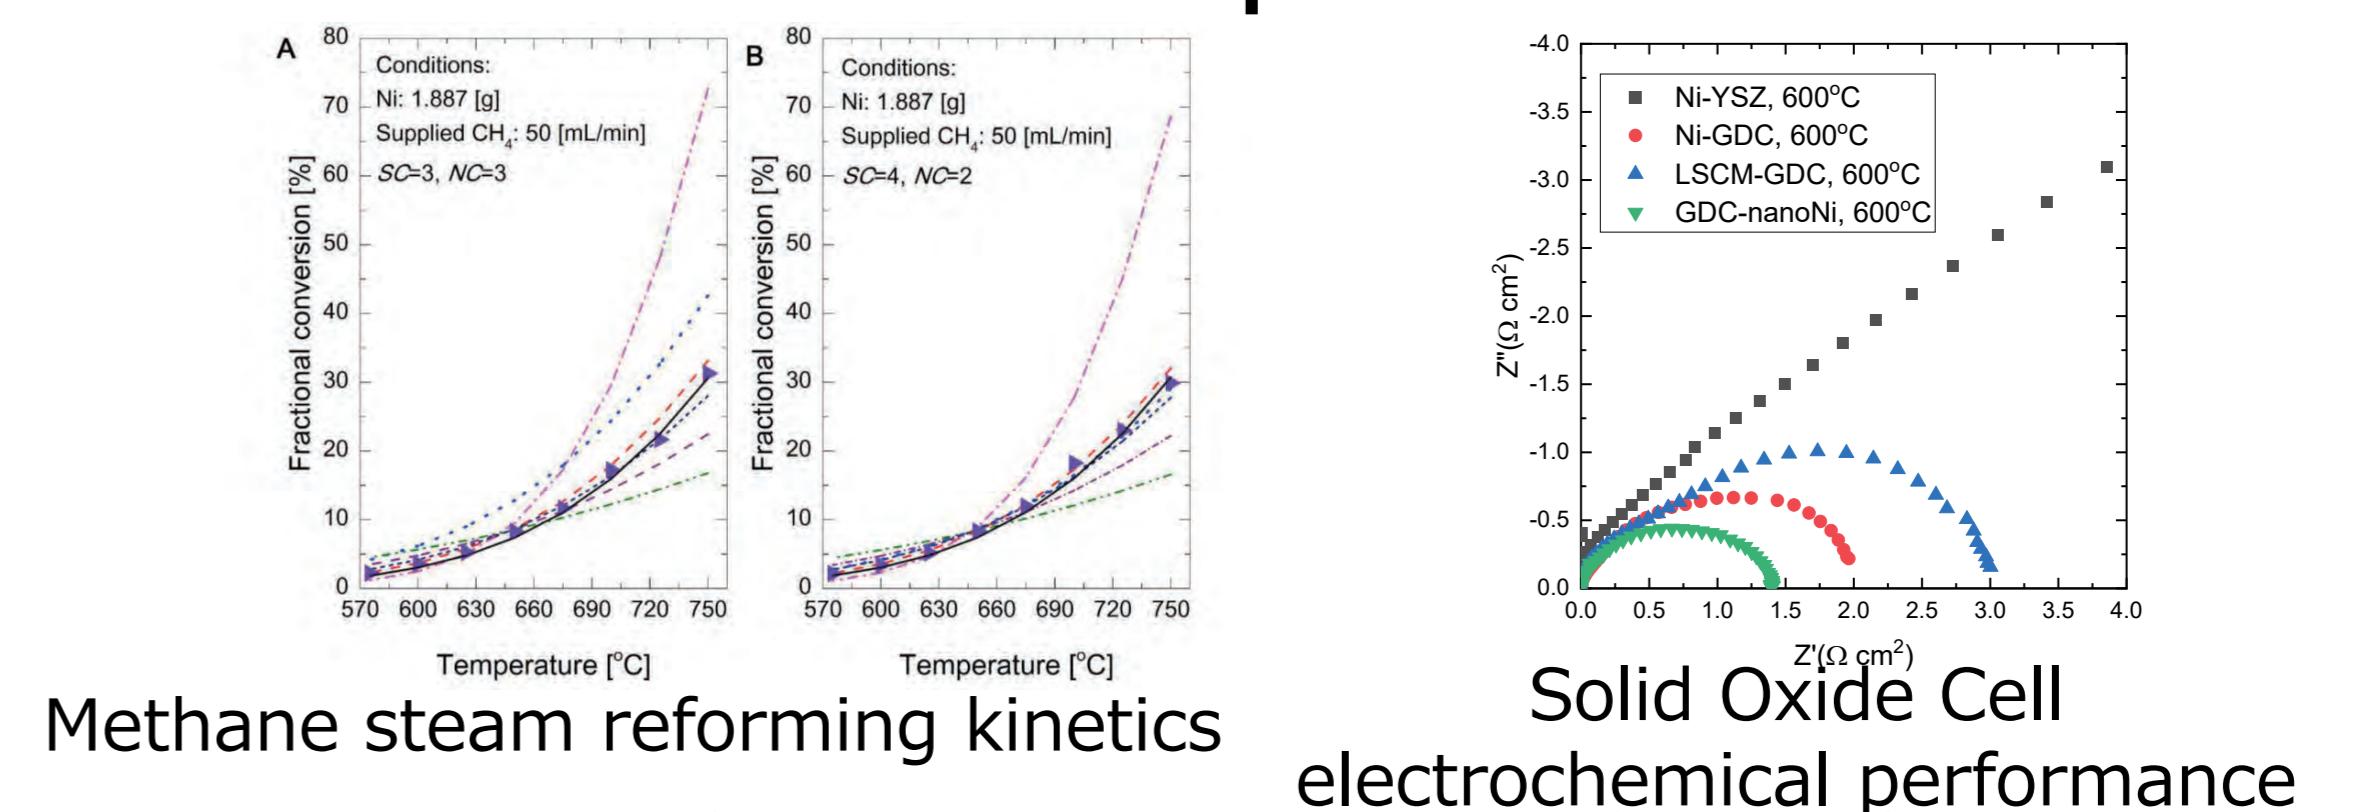 A
Conditions:
Ni: 1.887 [g]
Supplied CH4: 50 [mL/min]
SC=3, NC=3
Fractional conversion [%]
80
70
60
50
40
30
20
10
0
570 600 630 660 690 720 750
Temperature [°C]
B
Conditions:
Ni: 1.887 [g]
Supplied CH4: 50 [mL/min]
SC=4, NC=2
Fractional conversion [%]
80
70
60
50
40
30
20
10
0
570 600 630 660 690 720 750
Temperature [°C]
Methane steam reforming kinetics
Ni-YSZ, 600°C
Ni-GDC, 600°C
LSCM-GDC, 600°C
GDC-nanoNi, 600°C
Z"(Ω cm²)
-4.0
-3.5
-3.0
-2.5
-2.0
-1.5
-1.0
-0.5
0.0
0.0 0.5 1.0 1.5 2.0 2.5 3.0 3.5 4.0
Z'(Ω cm²)
Solid Oxide Cell
electrochemical performance